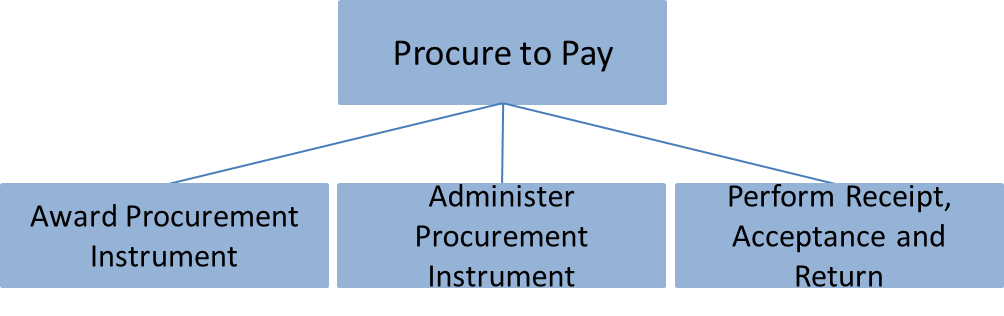 Procure to Pay
Award Procurement
Instrument
Administer
Procurement
Instrument
Perform Receipt,
Acceptance and
Return